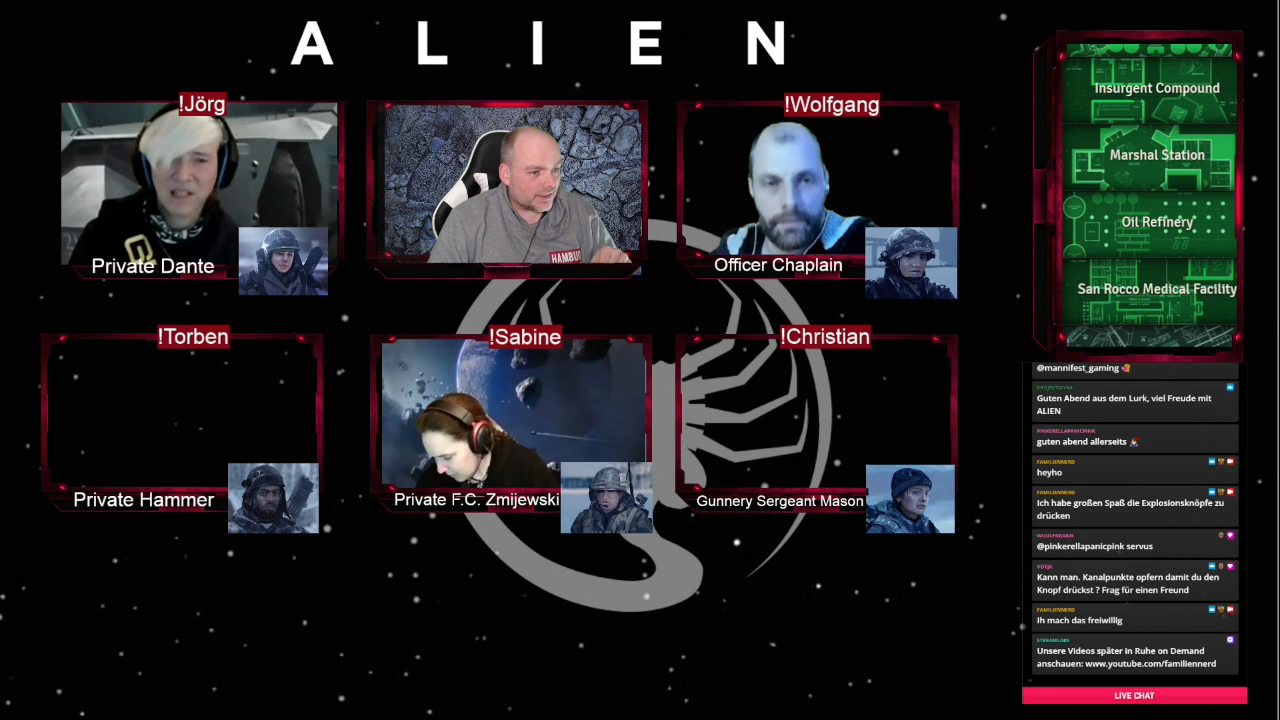 A L I E N
!Jörg
!Wolfgang
Private Dante
HAMBU
Officer Chaplain
!Torben
!Sabine
!Christian
Private Hammer
Private F.C. Zmijewski
Gunnery Sergeant Mason
Insurgent Compound
Marshal Station
Oil Refinery
San Rocco Medical Facility
@mannifest_gaming
Guten Abend aus dem Lurk, viel Freude mit
ALIEN
PINKERELLAPANICPINK
guten abend allerseits
FAMILIENNERD
heyho
FAMILIENNERD
Ich habe großen Spaß die Explosionsknöpfe zu
drücken
@pinkerellapanicpink servus
Kann man. Kanalpunkte opfern damit du den
Knopf drückst ? Frag für einen Freund
FAMILIENNERD
Ih mach das freiwillig
STREAMLABS
Unsere Videos später in Ruhe on Demand
anschauen: www.youtube.com/familiennerd
LIVE CHAT